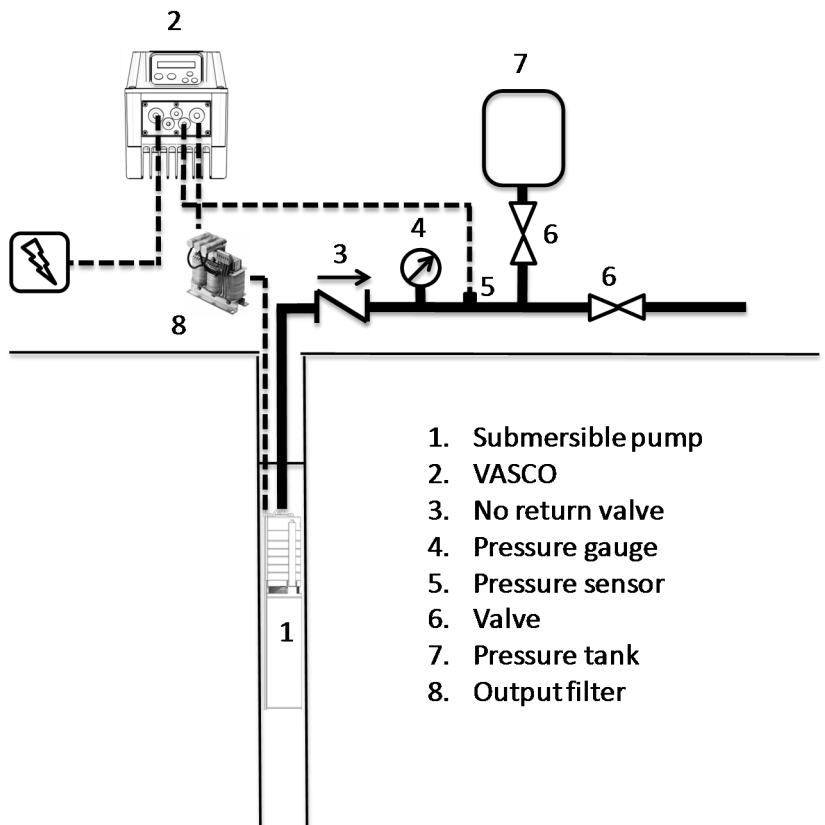 2
7
4
6
3
5
6
8
1
1. Submersible pump
2. VASCO
3. No return valve
4. Pressure gauge
5. Pressure sensor
6. Valve
7. Pressure tank
8. Output filter